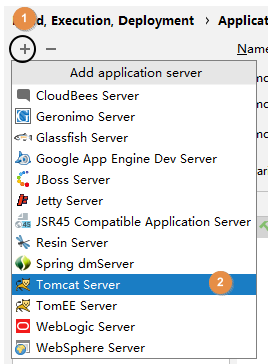 1
d, Execution, Deployment › Applicat
+ − Name
Add application server
CloudBees Server
Geronimo Server
Glassfish Server
Google App Engine Dev Server
JBoss Server
Jetty Server
JSR45 Compatible Application Server
Resin Server
Spring dmServer
Tomcat Server 2
TomEE Server
WebLogic Server
WebSphere Server